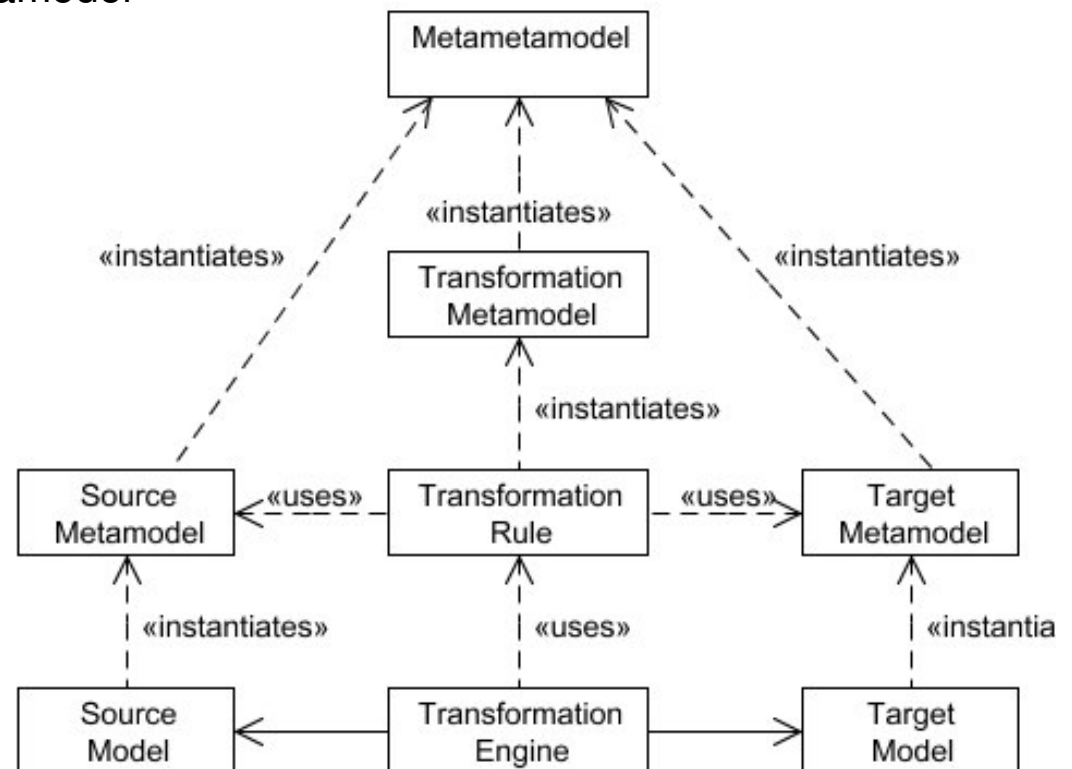 Metametamodel
«instantiates»
«instantiates»
«instantiates»
Transformation
Metamodel
«instantiates»
Source
Metamodel
«uses»
Transformation
Rule
«uses»
Target
Metamodel
«instantiates»
«uses»
«instantia
Source
Model
Transformation
Engine
Target
Model